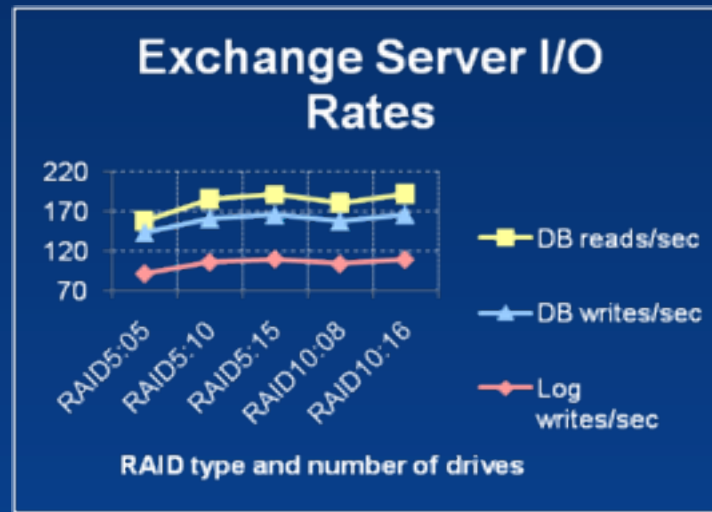 Exchange Server I/O
Rates
220
170
120
70
RAID5:05
RAID5:10
RAID5:15
RAID10:08
RAID10:16
RAID type and number of drives
DB reads/sec
DB writes/sec
Log
writes/sec